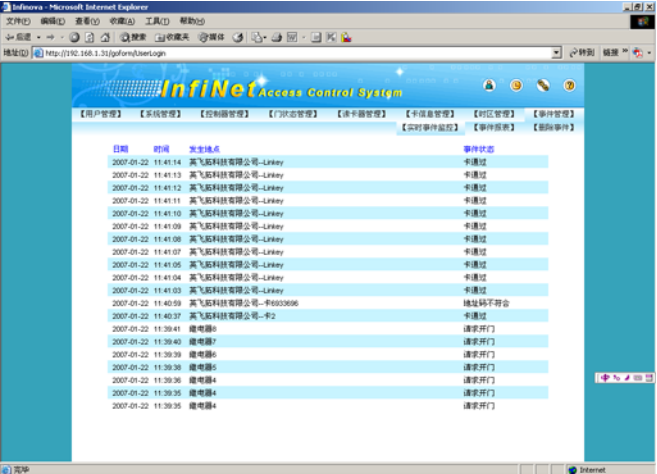 Infinova - Microsoft Internet Explorer
文件(F) 编辑(E) 查看(V) 收藏(A) 工具(T) 帮助(H)
后退 搜索 收藏夹 媒体
地址(D) http://192.168.1.31/goform/UserLogin 转到 链接 »
InfiNet Access Control System
【用户管理】 【系统管理】 【控制器管理】 【门状态管理】 【读卡器管理】 【卡信息管理】 【时区管理】 【事件管理】
【实时事件监控】 【事件报表】 【删除事件】
日期 时间 发生地点 事件状态
2007-01-22 11:41:14 英飞拓科技有限公司--Linkey 卡通过
2007-01-22 11:41:13 英飞拓科技有限公司--Linkey 卡通过
2007-01-22 11:41:12 英飞拓科技有限公司--Linkey 卡通过
2007-01-22 11:41:11 英飞拓科技有限公司--Linkey 卡通过
2007-01-22 11:41:10 英飞拓科技有限公司--Linkey 卡通过
2007-01-22 11:41:09 英飞拓科技有限公司--Linkey 卡通过
2007-01-22 11:41:08 英飞拓科技有限公司--Linkey 卡通过
2007-01-22 11:41:07 英飞拓科技有限公司--Linkey 卡通过
2007-01-22 11:41:05 英飞拓科技有限公司--Linkey 卡通过
2007-01-22 11:41:04 英飞拓科技有限公司--Linkey 卡通过
2007-01-22 11:41:03 英飞拓科技有限公司--Linkey 卡通过
2007-01-22 11:40:59 英飞拓科技有限公司--卡6933696 地址码不符合
2007-01-22 11:40:37 英飞拓科技有限公司--卡2 卡通过
2007-01-22 11:39:41 继电器8 请求开门
2007-01-22 11:39:40 继电器7 请求开门
2007-01-22 11:39:39 继电器6 请求开门
2007-01-22 11:39:38 继电器5 请求开门
2007-01-22 11:39:36 继电器4 请求开门
2007-01-22 11:39:35 继电器4 请求开门
2007-01-22 11:39:35 继电器4 请求开门
中
完毕 Internet